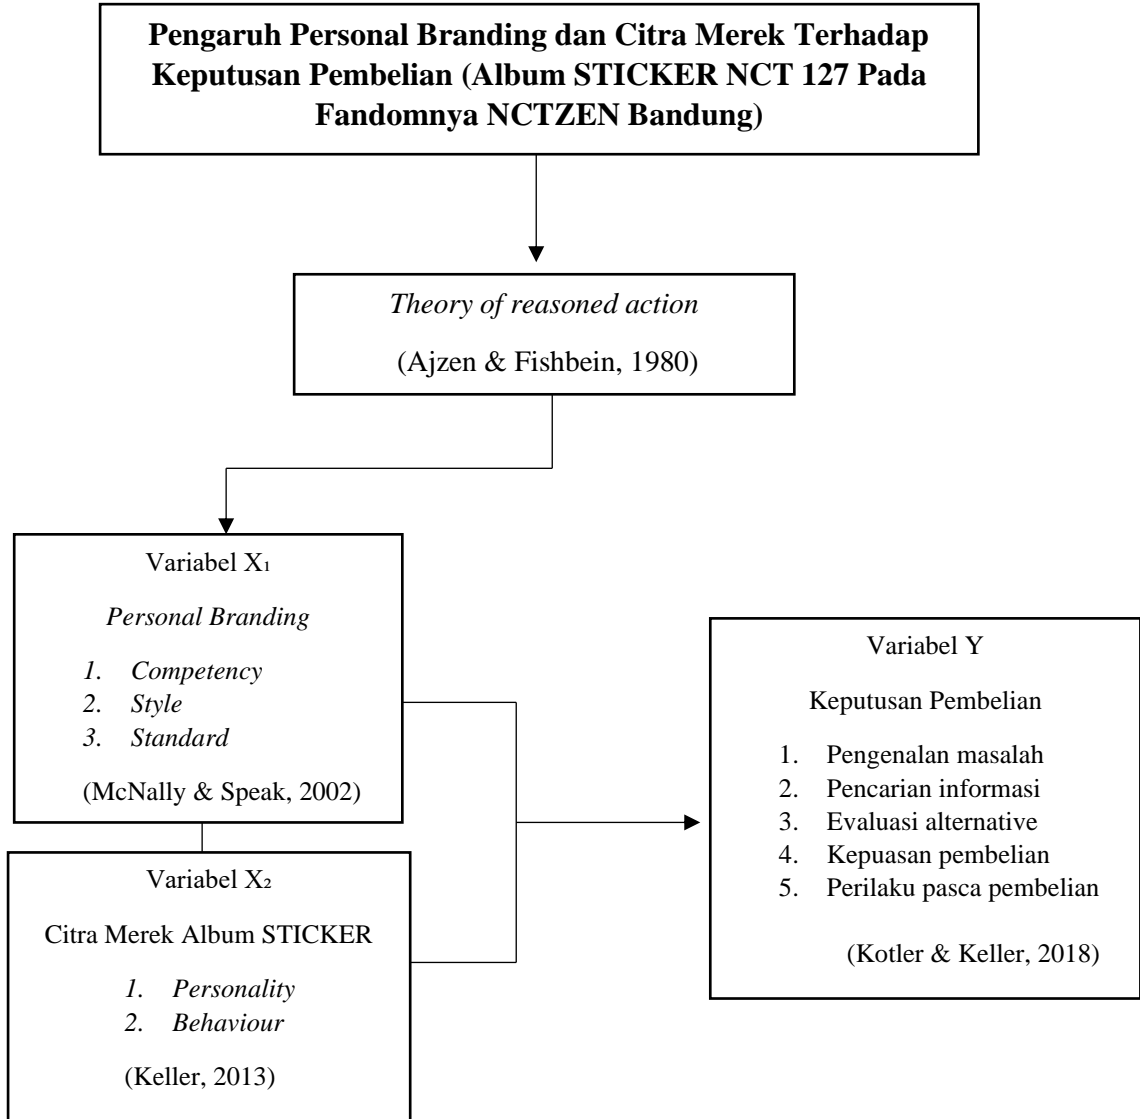 Pengaruh Personal Branding dan Citra Merek Terhadap
Keputusan Pembelian (Album STICKER NCT 127 Pada
Fandomnya NCTZEN Bandung)
Theory of reasoned action
(Ajzen & Fishbein, 1980)
Variabel X₁
Personal Branding
1. Competency
2. Style
3. Standard
(McNally & Speak, 2002)
Variabel X₂
Citra Merek Album STICKER
1. Personality
2. Behaviour
(Keller, 2013)
Variabel Y
Keputusan Pembelian
1. Pengenalan masalah
2. Pencarian informasi
3. Evaluasi alternative
4. Kepuasan pembelian
5. Perilaku pasca pembelian
(Kotler & Keller, 2018)